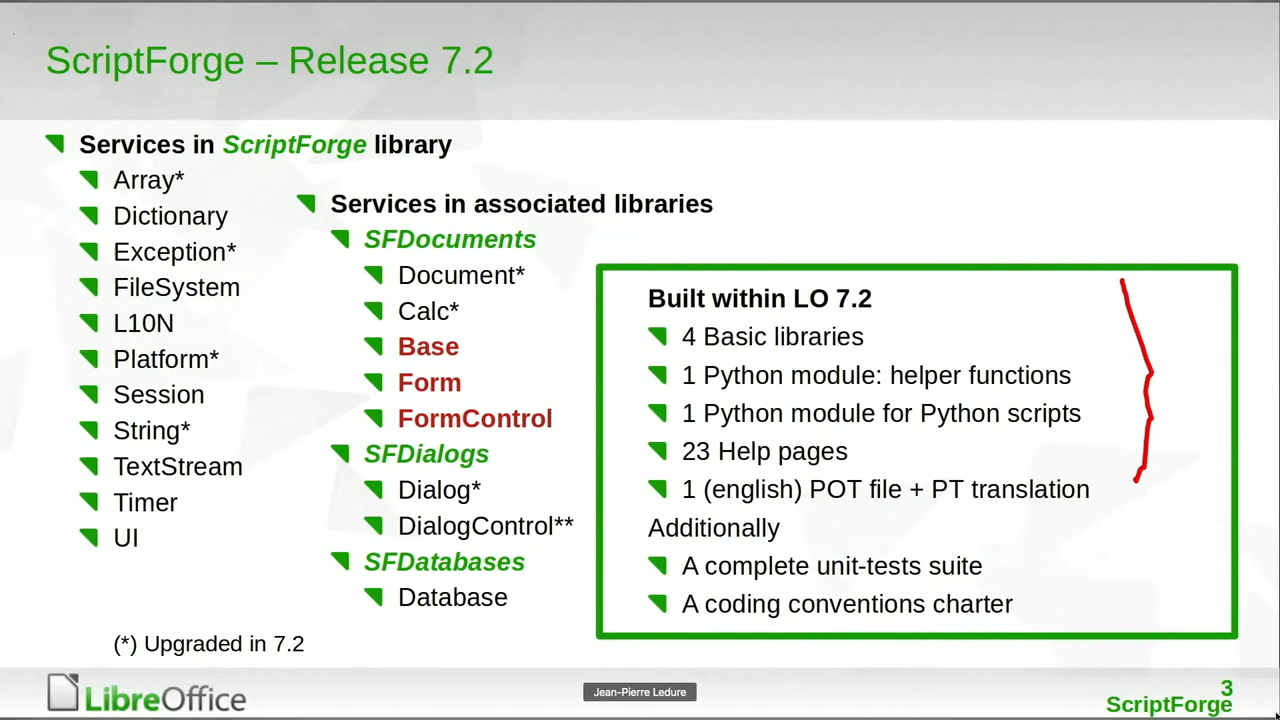 ScriptForge – Release 7.2
Services in ScriptForge library
Array*
Dictionary
Exception*
FileSystem
L10N
Platform*
Session
String*
TextStream
Timer
UI
(*) Upgraded in 7.2
Services in associated libraries
SFDocuments
Document*
Calc*
Base
Form
FormControl
SFDialogs
Dialog*
DialogControl**
SFDatabases
Database
Built within LO 7.2
4 Basic libraries
1 Python module: helper functions
1 Python module for Python scripts
23 Help pages
1 (english) POT file + PT translation
Additionally
A complete unit-tests suite
A coding conventions charter
LibreOffice
Jean-Pierre Ledure
3
ScriptForge